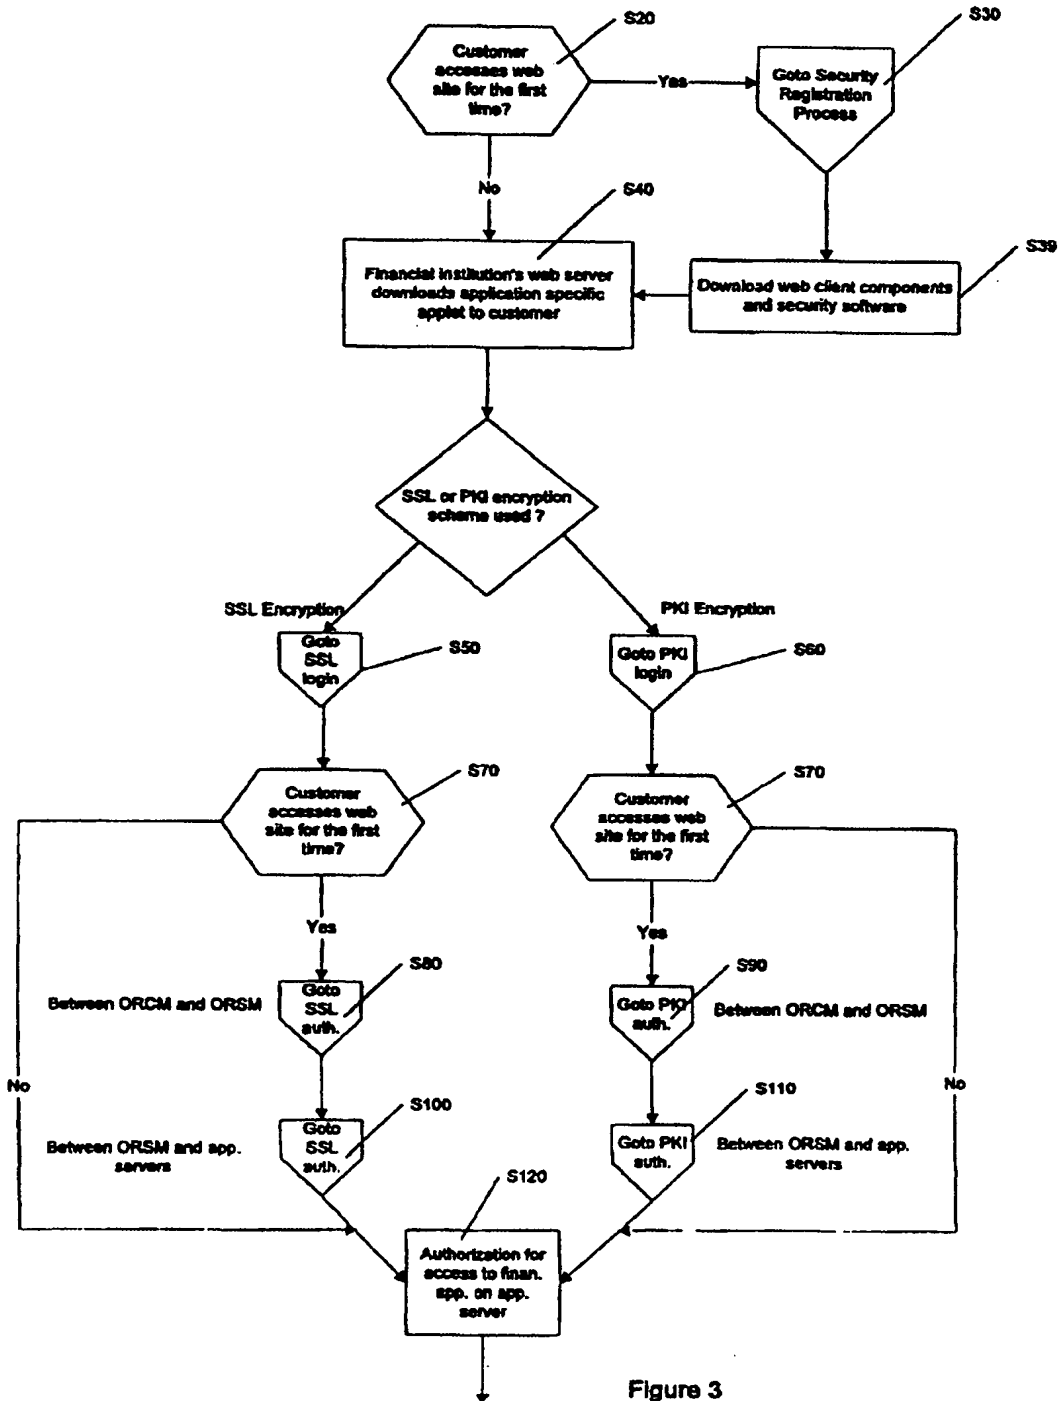 S20
S30
Customer
accesses web
site for the first
time?
Yes
Goto Security
Registration
Process
No
S40
S39
Financial institution's web server
downloads application specific
applet to customer
Download web client components
and security software
SSL or PKI encryption
scheme used ?
SSL Encryption
PKI Encryption
Goto
SSL
login
S50
Goto PKI
login
S60
S70
S70
Customer
accesses web
site for the first
time?
Customer
accesses web
site for the first
time?
Yes
Yes
S80
S90
Between ORCM and ORSM
Goto
SSL
auth.
Goto PKI
auth.
Between ORCM and ORSM
No
No
S100
S110
Between ORSM and app.
servers
Goto
SSL
auth.
Goto PKI
auth.
Between ORSM and app.
servers
S120
Authorization for
access to finan.
app. on app.
server
Figure 3